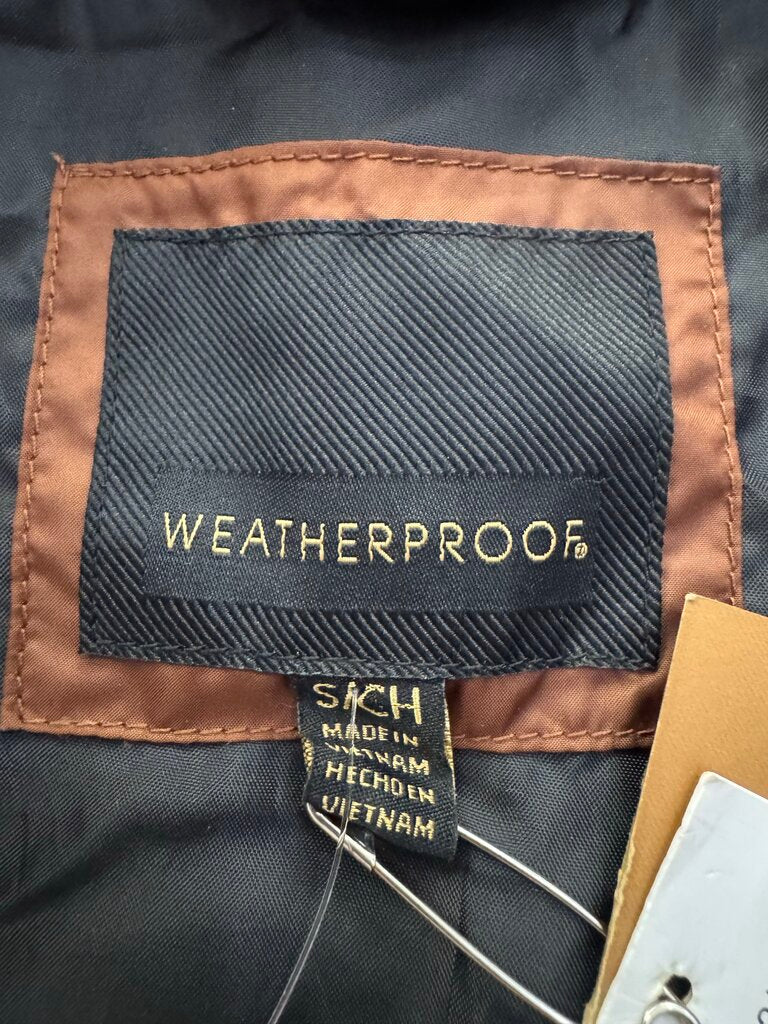 WEATHERPROOF®
S/CH
MADE IN
VIETNAM
HECHO EN
VIETNAM